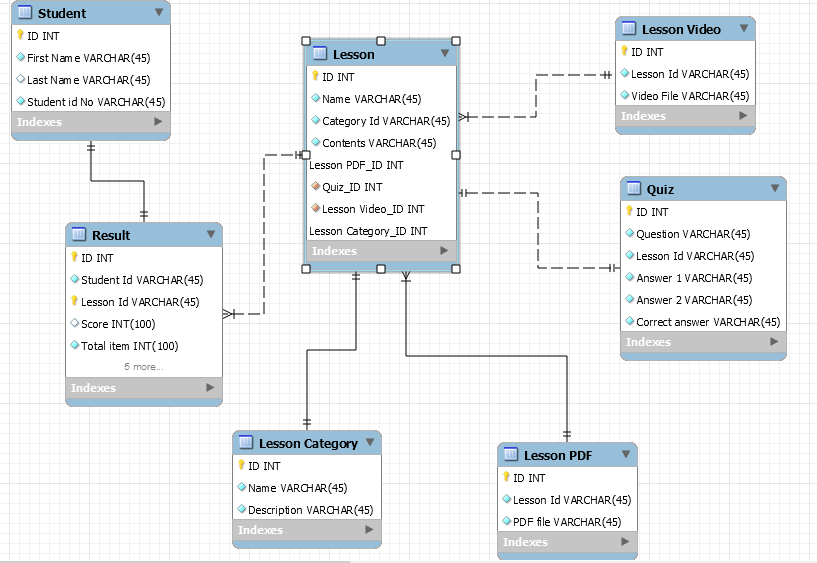 Student
ID INT
First Name VARCHAR(45)
Last Name VARCHAR(45)
Student id No VARCHAR(45)
Indexes
Lesson
ID INT
Name VARCHAR(45)
Category Id VARCHAR(45)
Contents VARCHAR(45)
Lesson PDF_ID INT
Quiz_ID INT
Lesson Video_ID INT
Lesson Category_ID INT
Indexes
Lesson Video
ID INT
Lesson Id VARCHAR(45)
Video File VARCHAR(45)
Indexes
Quiz
ID INT
Question VARCHAR(45)
Lesson Id VARCHAR(45)
Answer 1 VARCHAR(45)
Answer 2 VARCHAR(45)
Correct answer VARCHAR(45)
Indexes
Result
ID INT
Student Id VARCHAR(45)
Lesson Id VARCHAR(45)
Score INT(100)
Total item INT(100)
5 more...
Indexes
Lesson Category
ID INT
Name VARCHAR(45)
Description VARCHAR(45)
Indexes
Lesson PDF
ID INT
Lesson Id VARCHAR(45)
PDF file VARCHAR(45)
Indexes